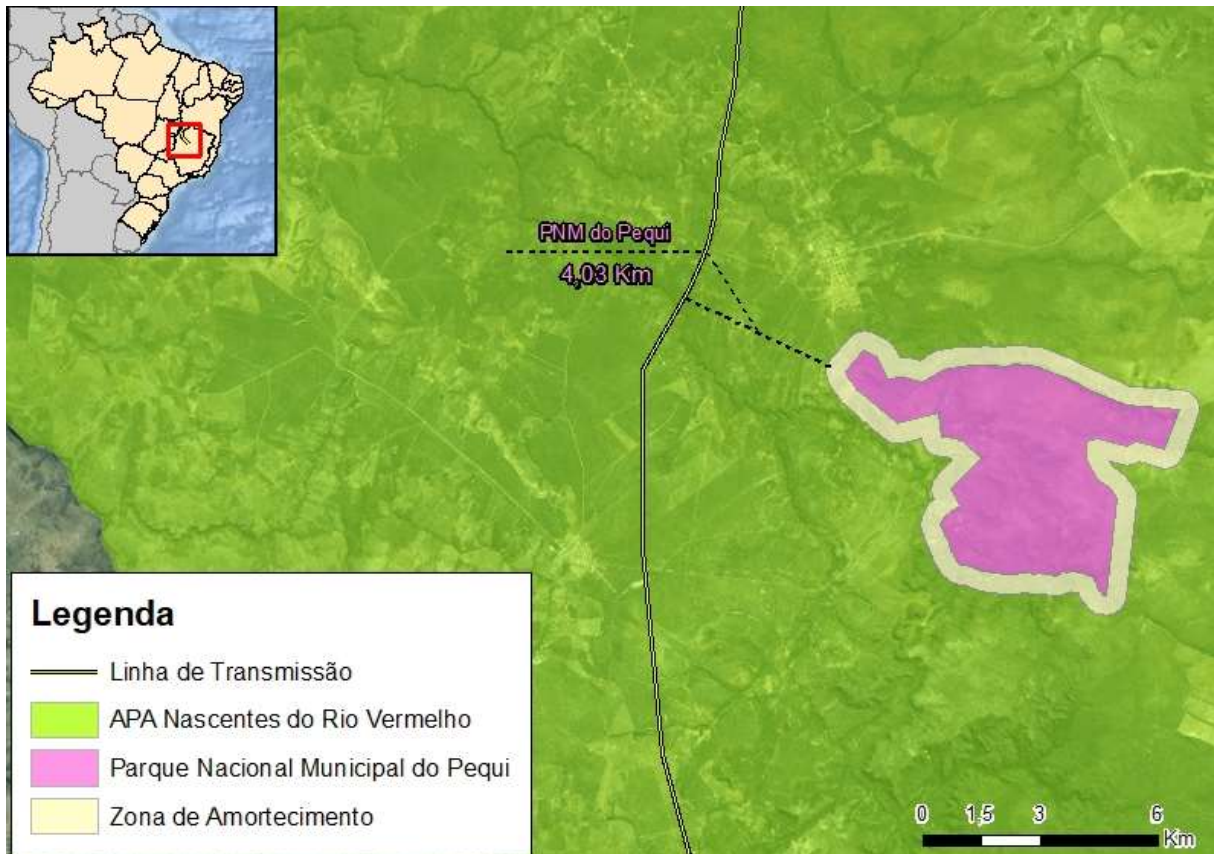 PNM do Pequi
4,03 Km
Legenda
Linha de Transmissão
APA Nascentes do Rio Vermelho
Parque Nacional Municipal do Pequi
Zona de Amortecimento
0 1,5 3 6
Km